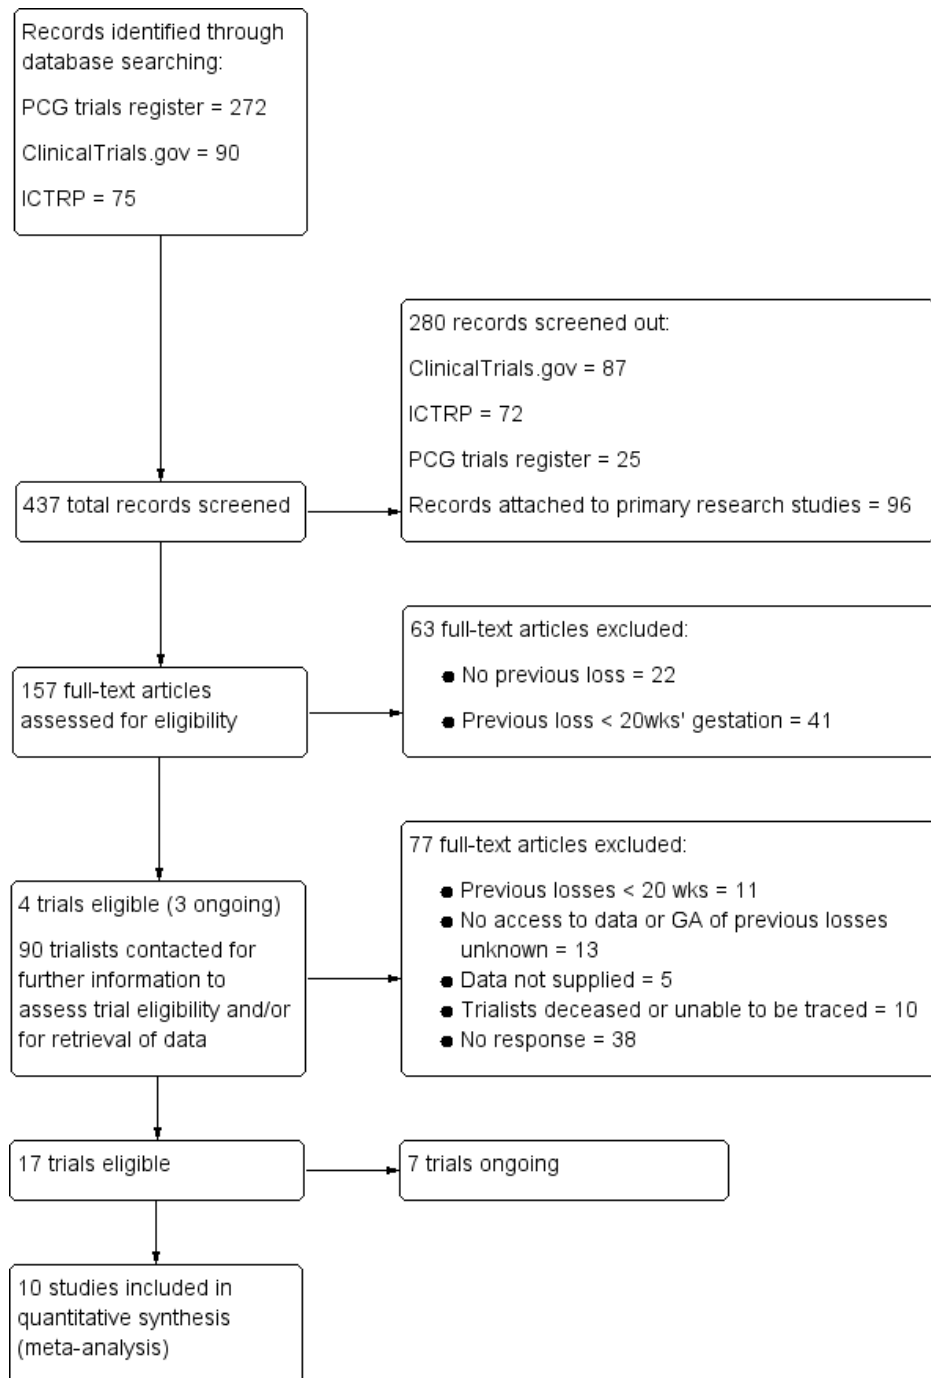 Records identified through
database searching:
PCG trials register = 272
ClinicalTrials.gov = 90
ICTRP = 75
280 records screened out:
ClinicalTrials.gov = 87
ICTRP = 72
PCG trials register = 25
Records attached to primary research studies = 96
437 total records screened
63 full-text articles excluded:
● No previous loss = 22
● Previous loss < 20wks' gestation = 41
157 full-text articles
assessed for eligibility
77 full-text articles excluded:
● Previous losses < 20 wks = 11
● No access to data or GA of previous losses
unknown = 13
● Data not supplied = 5
● Trialists deceased or unable to be traced = 10
● No response = 38
4 trials eligible (3 ongoing)
90 trialists contacted for
further information to
assess trial eligibility and/or
for retrieval of data
17 trials eligible
7 trials ongoing
10 studies included in
quantitative synthesis
(meta-analysis)